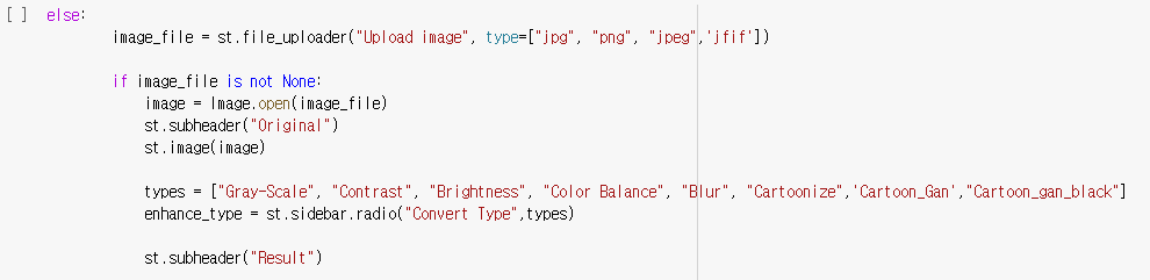 [ ] else:
image_file = st.file_uploader("Upload image", type=["jpg", "png", "jpeg",'jfif'])
if image_file is not None:
image = Image.open(image_file)
st.subheader("Original")
st.image(image)
types = ["Gray-Scale", "Contrast", "Brightness", "Color Balance", "Blur", "Cartoonize",'Cartoon_Gan',"Cartoon_gan_black"]
enhance_type = st.sidebar.radio("Convert Type",types)
st.subheader("Result")